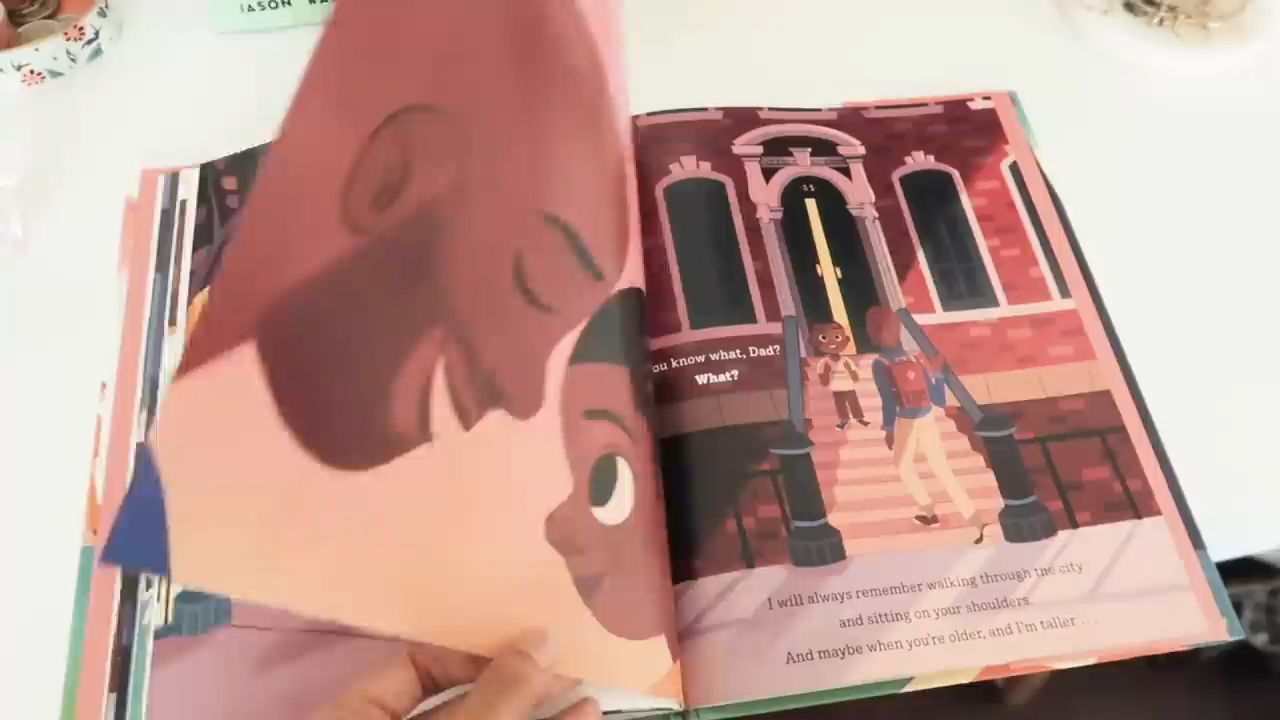 JASON
ou know what, Dad?
What?
I will always remember walking through the city
and sitting on your shoulders.
And maybe when you're older, and I'm taller . . .